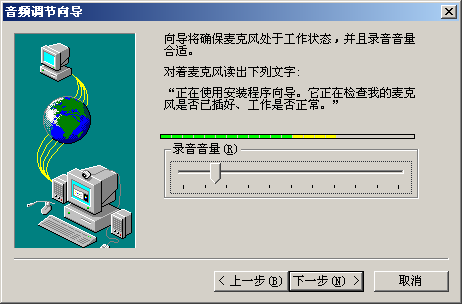 音频调节向导
向导将确保麦克风处于工作状态，并且录音音量
合适。
对着麦克风读出下列文字:
“正在使用安装程序向导。它正在检查我的麦克
风是否已插好、工作是否正常。”
录音音量(R)
< 上一步(B)
下一步(N) >
取消